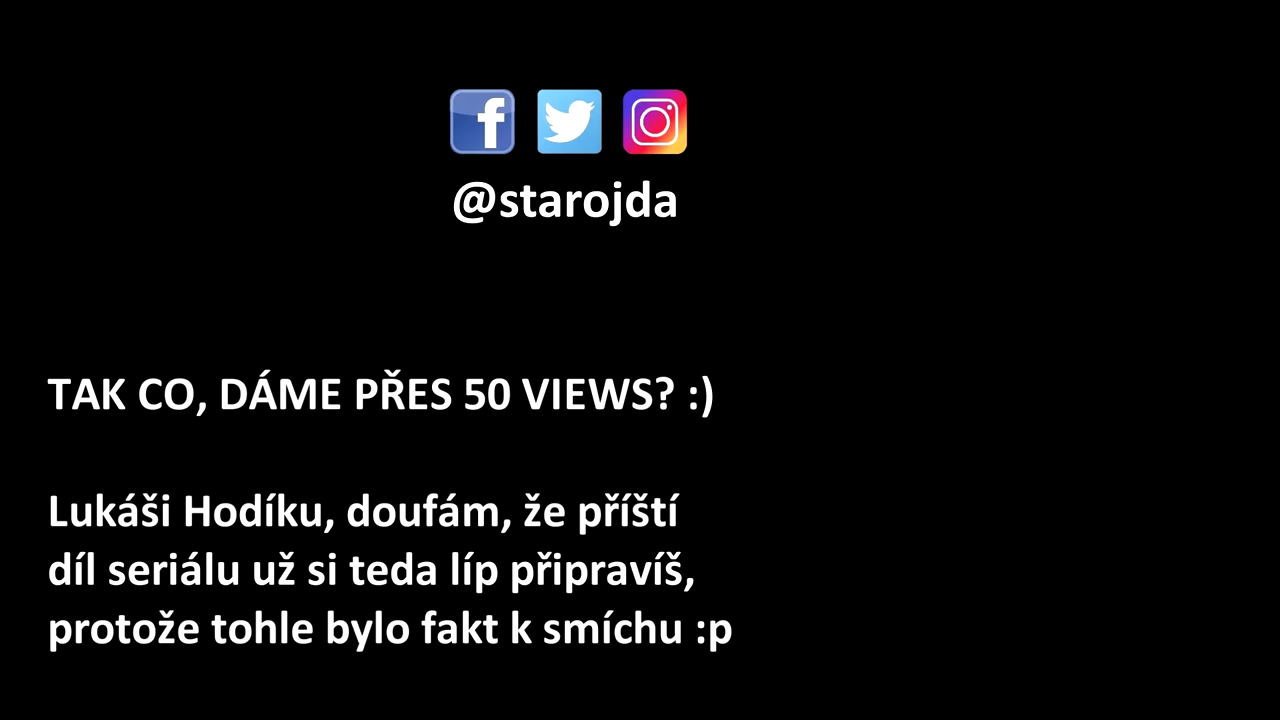 @starojda
TAK CO, DÁME PŘES 50 VIEWS? :)
Lukáši Hodíku, doufám, že příští
díl seriálu už si teda líp připravíš,
protože tohle bylo fakt k smíchu :p